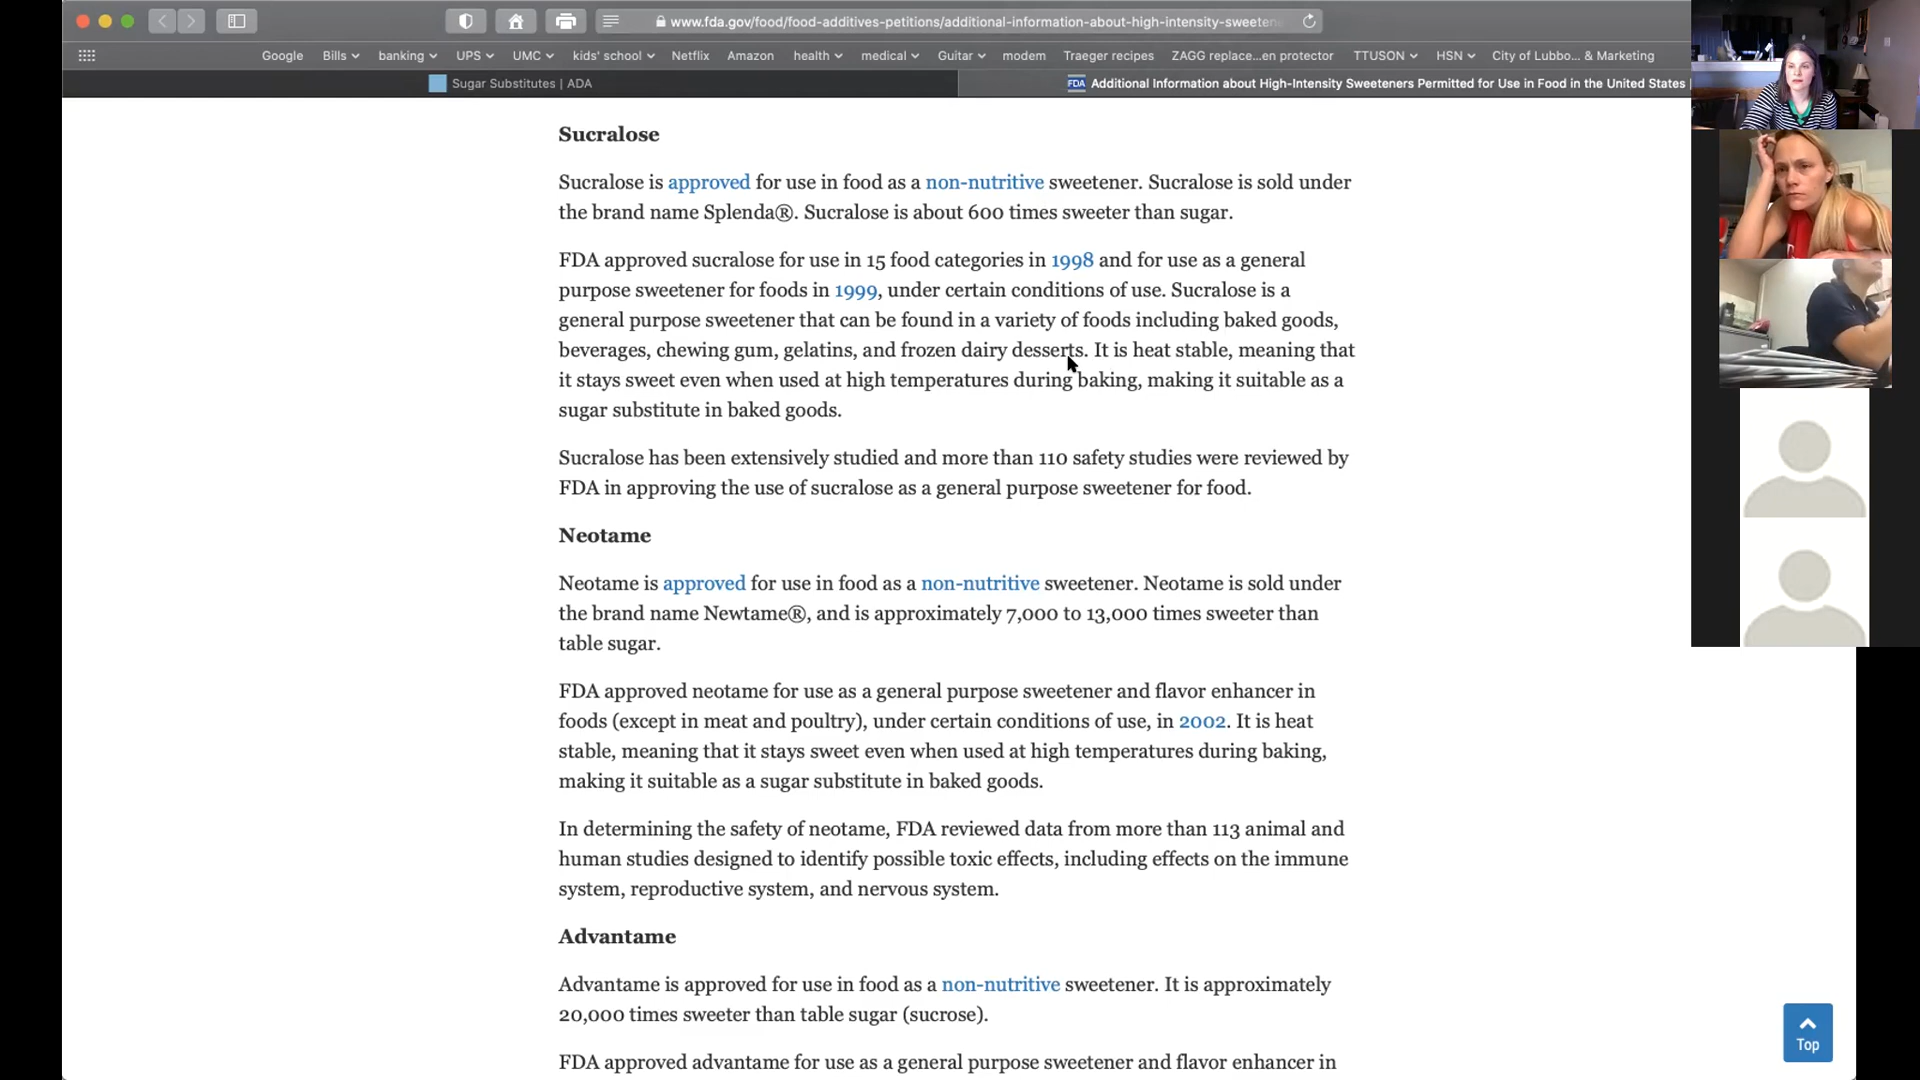 www.fda.gov/food/food-additives-petitions/additional-information-about-high-intensity-sweeten
Google Bills banking UPS UMC kids' school Netflix Amazon health medical Guitar modem Traeger recipes ZAGG replace...en protector TTUSON HSN City of Lubbo... & Marketing
Sugar Substitutes | ADA
FDA Additional Information about High-Intensity Sweeteners Permitted for Use in Food in the United States |
Sucralose
Sucralose is approved for use in food as a non-nutritive sweetener. Sucralose is sold under
the brand name Splenda®. Sucralose is about 600 times sweeter than sugar.
FDA approved sucralose for use in 15 food categories in 1998 and for use as a general
purpose sweetener for foods in 1999, under certain conditions of use. Sucralose is a
general purpose sweetener that can be found in a variety of foods including baked goods,
beverages, chewing gum, gelatins, and frozen dairy desserts. It is heat stable, meaning that
it stays sweet even when used at high temperatures during baking, making it suitable as a
sugar substitute in baked goods.
Sucralose has been extensively studied and more than 110 safety studies were reviewed by
FDA in approving the use of sucralose as a general purpose sweetener for food.
Neotame
Neotame is approved for use in food as a non-nutritive sweetener. Neotame is sold under
the brand name Newtame®, and is approximately 7,000 to 13,000 times sweeter than
table sugar.
FDA approved neotame for use as a general purpose sweetener and flavor enhancer in
foods (except in meat and poultry), under certain conditions of use, in 2002. It is heat
stable, meaning that it stays sweet even when used at high temperatures during baking,
making it suitable as a sugar substitute in baked goods.
In determining the safety of neotame, FDA reviewed data from more than 113 animal and
human studies designed to identify possible toxic effects, including effects on the immune
system, reproductive system, and nervous system.
Advantame
Advantame is approved for use in food as a non-nutritive sweetener. It is approximately
20,000 times sweeter than table sugar (sucrose).
FDA approved advantame for use as a general purpose sweetener and flavor enhancer in
Top